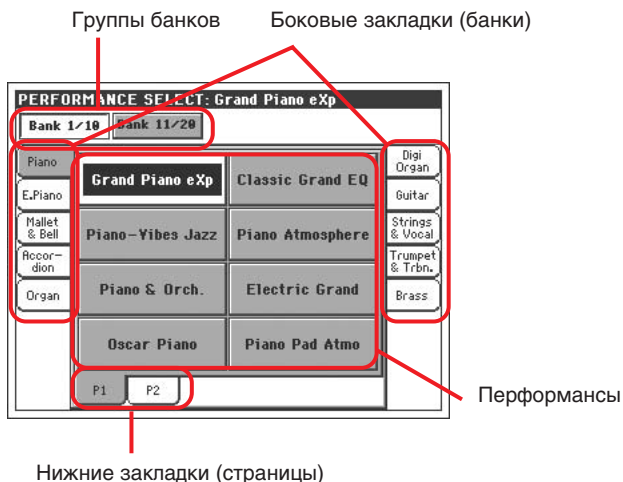 Группы банков
Боковые закладки (банки)
PERFORMANCE SELECT: Grand Piano eXp
Bank 1/10 Bank 11/20
Piano
E.Piano
Mallet
& Bell
Accor-
dion
Organ
Grand Piano eXp Classic Grand EQ
Piano-Vibes Jazz Piano Atmosphere
Piano & Orch. Electric Grand
Oscar Piano Piano Pad Atmo
Digi
Organ
Guitar
Strings
& Vocal
Trumpet
& Trbn.
Brass
P1 P2
Перформансы
Нижние закладки (страницы)